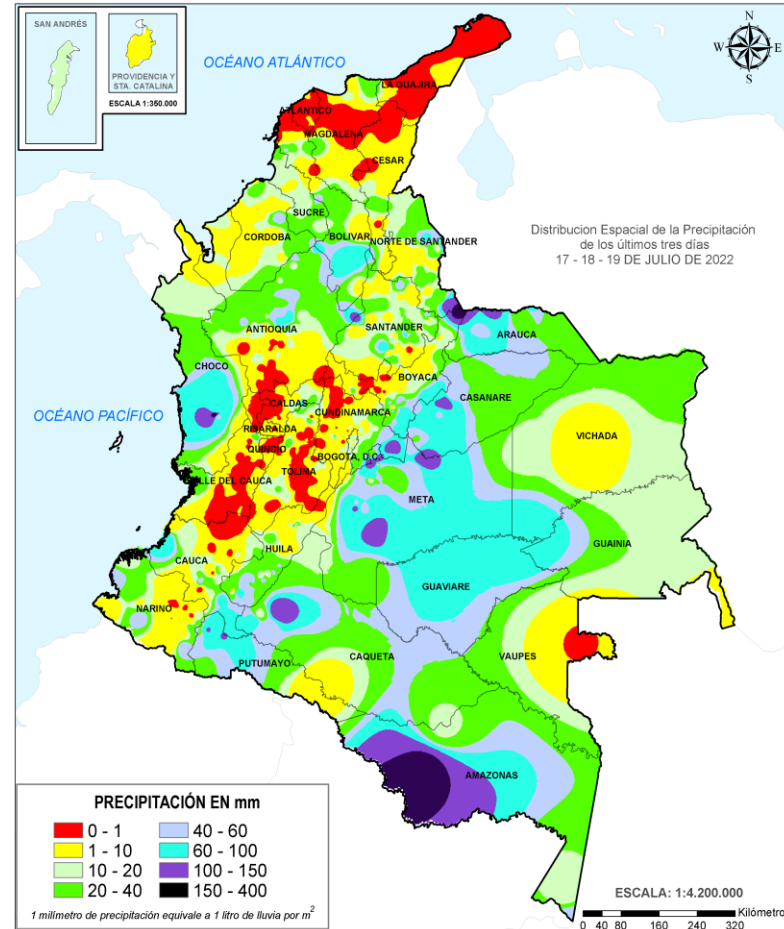 SAN ANDRÉS
PROVIDENCIA Y
STA. CATALINA
ESCALA 1:350.000
OCÉANO ATLÁNTICO
N
W
E
S
LA GUAJIRA
ATLANTICO
MAGDALENA
CESAR
SUCRE
CORDOBA
BOLIVAR
NORTE DE SANTANDER
Distribucion Espacial de la Precipitación
de los últimos tres días
17 - 18 - 19 DE JULIO DE 2022
ANTIOQUIA
SANTANDER
ARAUCA
CHOCO
BOYACA
CASANARE
OCÉANO PACÍFICO
CALDAS
CUNDINAMARCA
RISARALDA
VICHADA
QUINDIO
BOGOTA, D.C.
TOLIMA
VALLE DEL CAUCA
META
HUILA
GUAINIA
CAUCA
GUAVIARE
NARIÑO
CAQUETA
VAUPES
PUTUMAYO
AMAZONAS
PRECIPITACIÓN EN mm
0 - 1
40 - 60
1 - 10
60 - 100
10 - 20
100 - 150
20 - 40
150 - 400
1 milímetro de precipitación equivale a 1 litro de lluvia por m²
ESCALA: 1:4.200.000
Kilómetro
0 40 80 160 240 320